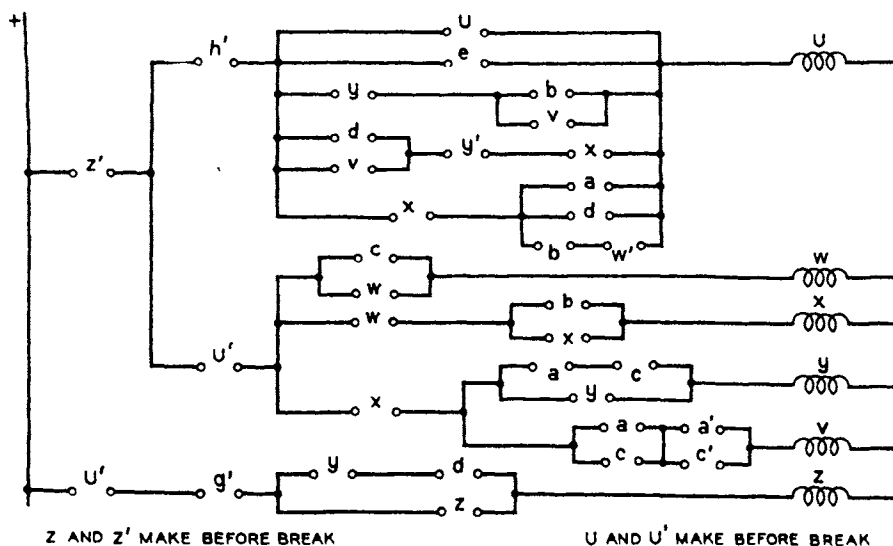 +
U
h' e U
y b
v
d
y' x
v
z' a
x d
b w'
c w
w
b x
w
x
U' a c y
y
x
a a' v
c c'
y d z
U' g'
z
Z AND Z' MAKE BEFORE BREAK U AND U' MAKE BEFORE BREAK